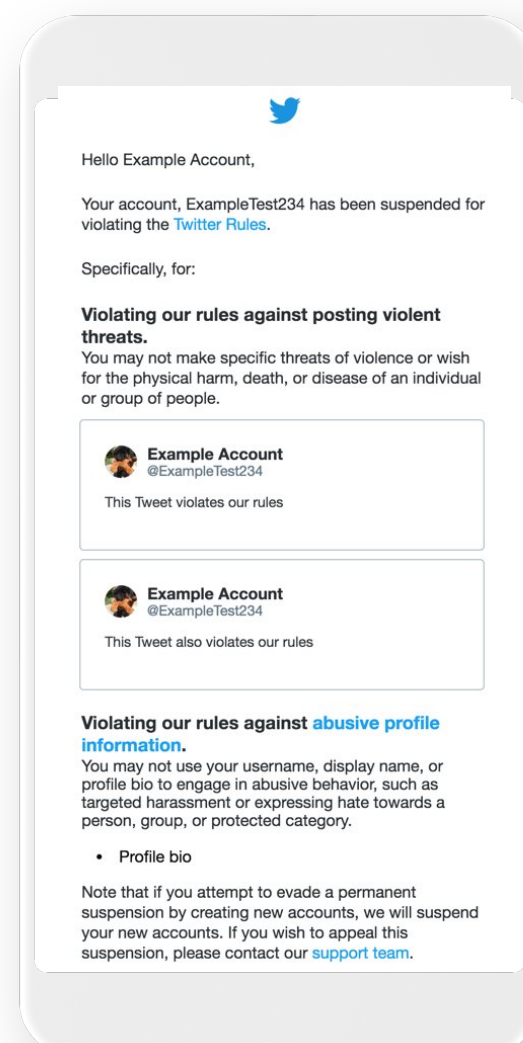 Hello Example Account,
Your account, ExampleTest234 has been suspended for
violating the Twitter Rules.
Specifically, for:
Violating our rules against posting violent
threats.
You may not make specific threats of violence or wish
for the physical harm, death, or disease of an individual
or group of people.
Example Account
@ExampleTest234
This Tweet violates our rules
Example Account
@ExampleTest234
This Tweet also violates our rules
Violating our rules against abusive profile
information.
You may not use your username, display name, or
profile bio to engage in abusive behavior, such as
targeted harassment or expressing hate towards a
person, group, or protected category.
• Profile bio
Note that if you attempt to evade a permanent
suspension by creating new accounts, we will suspend
your new accounts. If you wish to appeal this
suspension, please contact our support team.